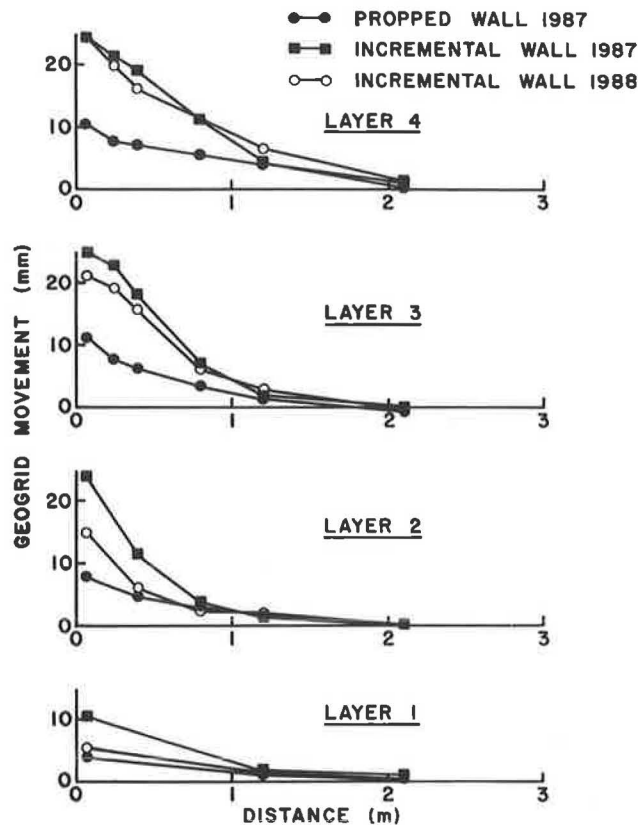 PROPPED WALL 1987
INCREMENTAL WALL 1987
INCREMENTAL WALL 1988
LAYER 4
20
10
0
0 1 2 3
LAYER 3
20
10
0
0 1 2 3
LAYER 2
20
10
0
0 1 2 3
LAYER 1
10
0
0 1 2 3
DISTANCE (m)
GEOGRID MOVEMENT (mm)